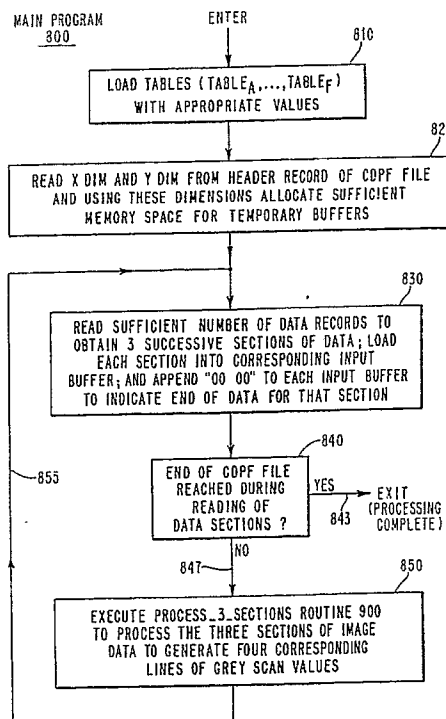 MAIN PROGRAM
800
ENTER
810
LOAD TABLES (TABLEA,...,TABLEF)
WITH APPROPRIATE VALUES
82
READ X DIM AND Y DIM FROM HEADER RECORD OF CDPF FILE
AND USING THESE DIMENSIONS ALLOCATE SUFFICIENT
MEMORY SPACE FOR TEMPORARY BUFFERS
830
READ SUFFICIENT NUMBER OF DATA RECORDS TO
OBTAIN 3 SUCCESSIVE SECTIONS OF DATA; LOAD
EACH SECTION INTO CORRESPONDING INPUT
BUFFER; AND APPEND "00 00" TO EACH INPUT BUFFER
TO INDICATE END OF DATA FOR THAT SECTION
840
855
END OF CDPF FILE
REACHED DURING
READING OF
DATA SECTIONS ?
YES
843
EXIT
(PROCESSING
COMPLETE)
847
NO
850
EXECUTE PROCESS_3_SECTIONS ROUTINE 900
TO PROCESS THE THREE SECTIONS OF IMAGE
DATA TO GENERATE FOUR CORRESPONDING
LINES OF GREY SCAN VALUES